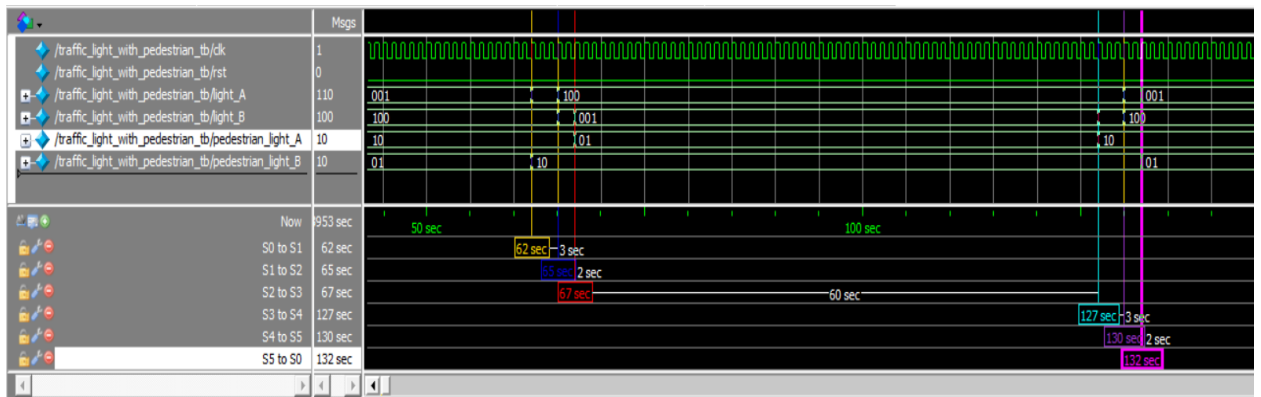 Msgs
/traffic_light_with_pedestrian_tb/clk 1
/traffic_light_with_pedestrian_tb/rst 0
/traffic_light_with_pedestrian_tb/light_A 110 001 100 001
/traffic_light_with_pedestrian_tb/light_B 100 100 001 100
/traffic_light_with_pedestrian_tb/pedestrian_light_A 10 10 01 10
/traffic_light_with_pedestrian_tb/pedestrian_light_B 10 01 10 01
Now 953 sec 50 sec 100 sec
S0 to S1 62 sec 62 sec 3 sec
S1 to S2 65 sec 65 sec 2 sec
S2 to S3 67 sec 67 sec 60 sec
S3 to S4 127 sec 127 sec 3 sec
S4 to S5 130 sec 130 sec 2 sec
S5 to S0 132 sec 132 sec